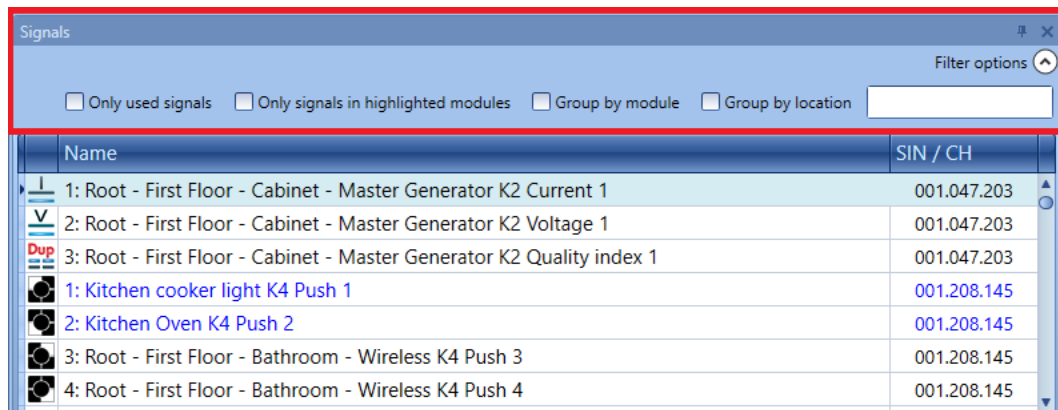 Signals
Filter options
Only used signals Only signals in highlighted modules Group by module Group by location
Name SIN / CH
I 1: Root - First Floor - Cabinet - Master Generator K2 Current 1 001.047.203
V 2: Root - First Floor - Cabinet - Master Generator K2 Voltage 1 001.047.203
Dup 3: Root - First Floor - Cabinet - Master Generator K2 Quality index 1 001.047.203
1: Kitchen cooker light K4 Push 1 001.208.145
2: Kitchen Oven K4 Push 2 001.208.145
3: Root - First Floor - Bathroom - Wireless K4 Push 3 001.208.145
4: Root - First Floor - Bathroom - Wireless K4 Push 4 001.208.145